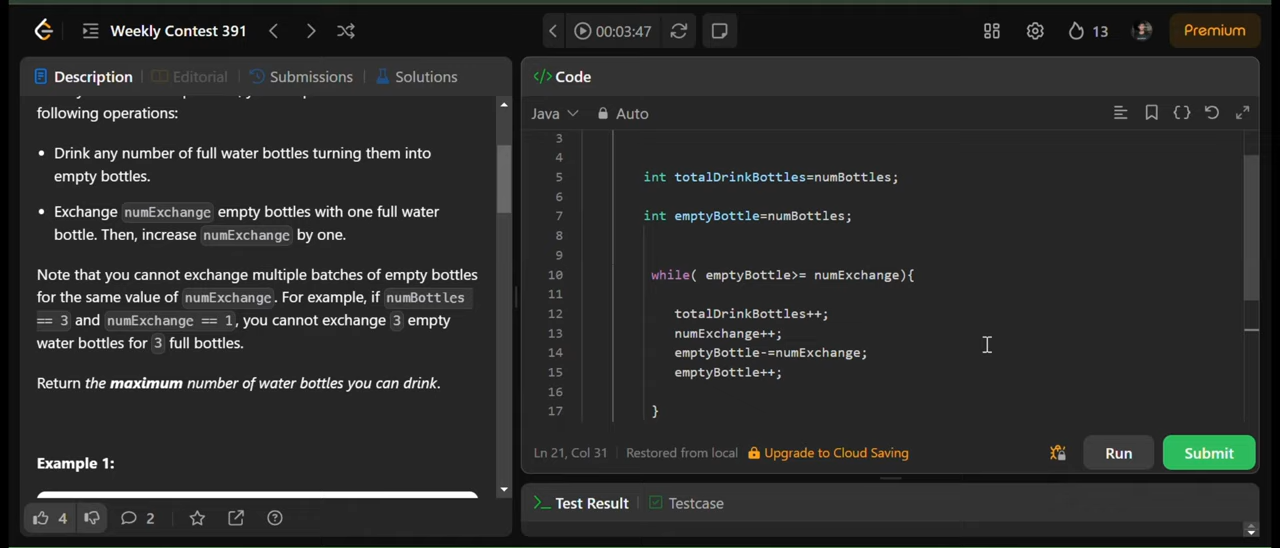 Weekly Contest 391
00:03:47
13
Premium
Description
Editorial
Submissions
Solutions
following operations:
• Drink any number of full water bottles turning them into
empty bottles.
• Exchange numExchange empty bottles with one full water
bottle. Then, increase numExchange by one.
Note that you cannot exchange multiple batches of empty bottles
for the same value of numExchange. For example, if numBottles
== 3 and numExchange == 1, you cannot exchange 3 empty
water bottles for 3 full bottles.
Return the maximum number of water bottles you can drink.
Example 1:
4
2
</> Code
Java
Auto
3
4
5 int totalDrinkBottles=numBottles;
6
7 int emptyBottle=numBottles;
8
9
10 while( emptyBottle>= numExchange){
11
12 totalDrinkBottles++;
13 numExchange++;
14 emptyBottle-=numExchange;
15 emptyBottle++;
16
17 }
Ln 21, Col 31
Restored from local
Upgrade to Cloud Saving
Run
Submit
>_ Test Result
Testcase